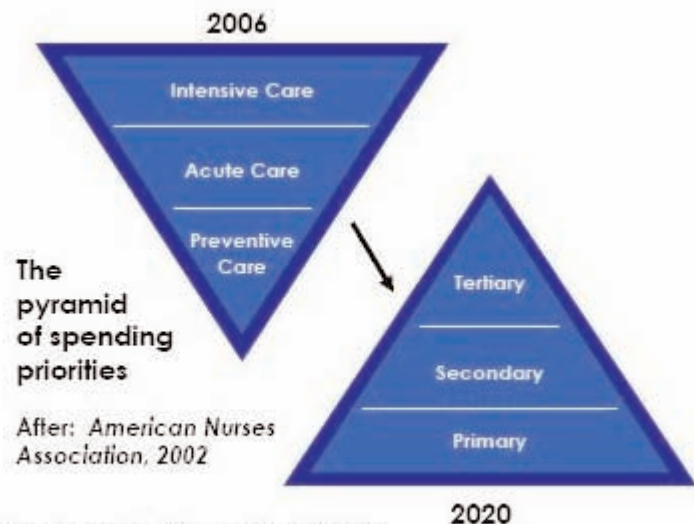 2006
Intensive Care
Acute Care
Preventive
Care
The
pyramid
of spending
priorities
After: American Nurses
Association, 2002
Tertiary
Secondary
Primary
2020